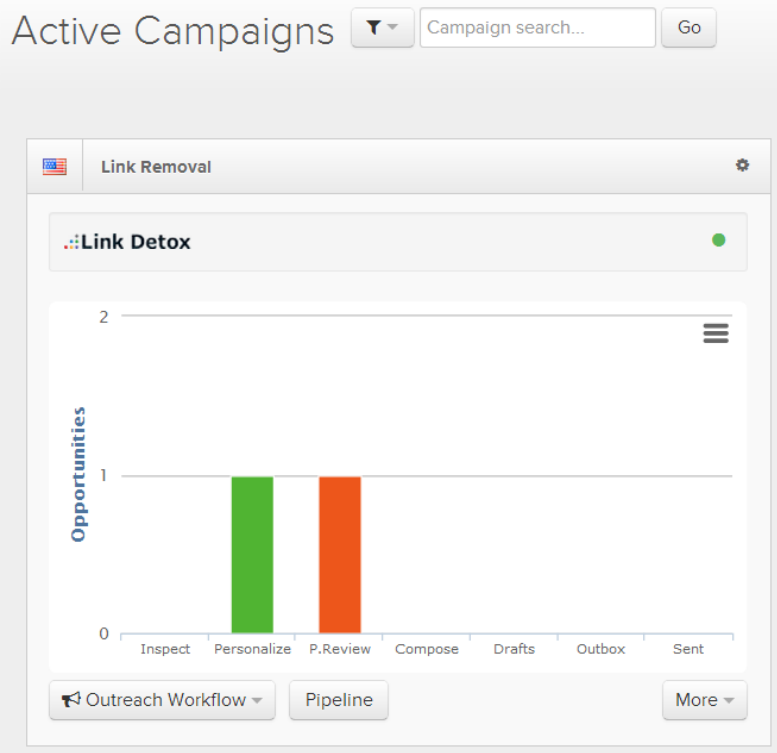 Active Campaigns Campaign search... Go
Link Removal
Link Detox
2
Opportunities
1
0
Inspect Personalize P.Review Compose Drafts Outbox Sent
Outreach Workflow Pipeline More